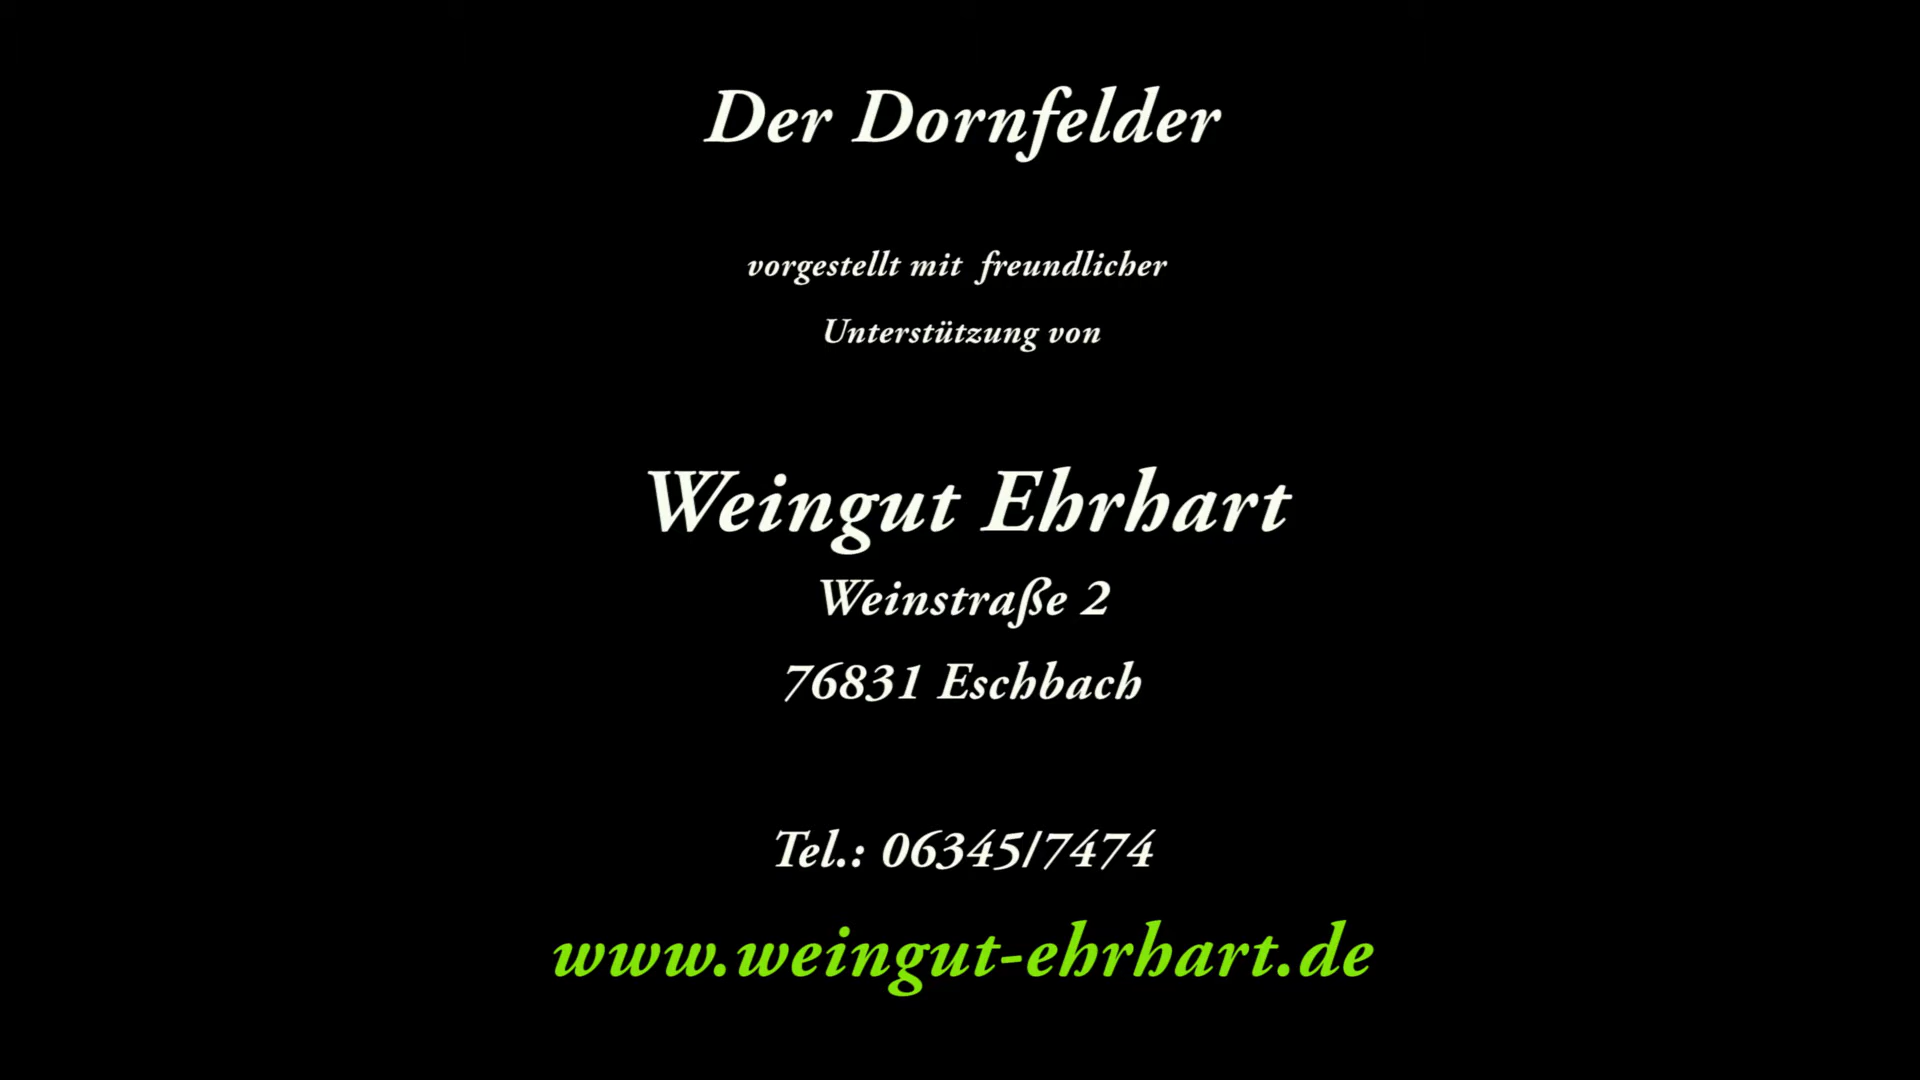 Der Dornfelder
vorgestellt mit freundlicher
Unterstützung von
Weingut Ehrhart
Weinstraße 2
76831 Eschbach
Tel.: 06345/7474
www.weingut-ehrhart.de